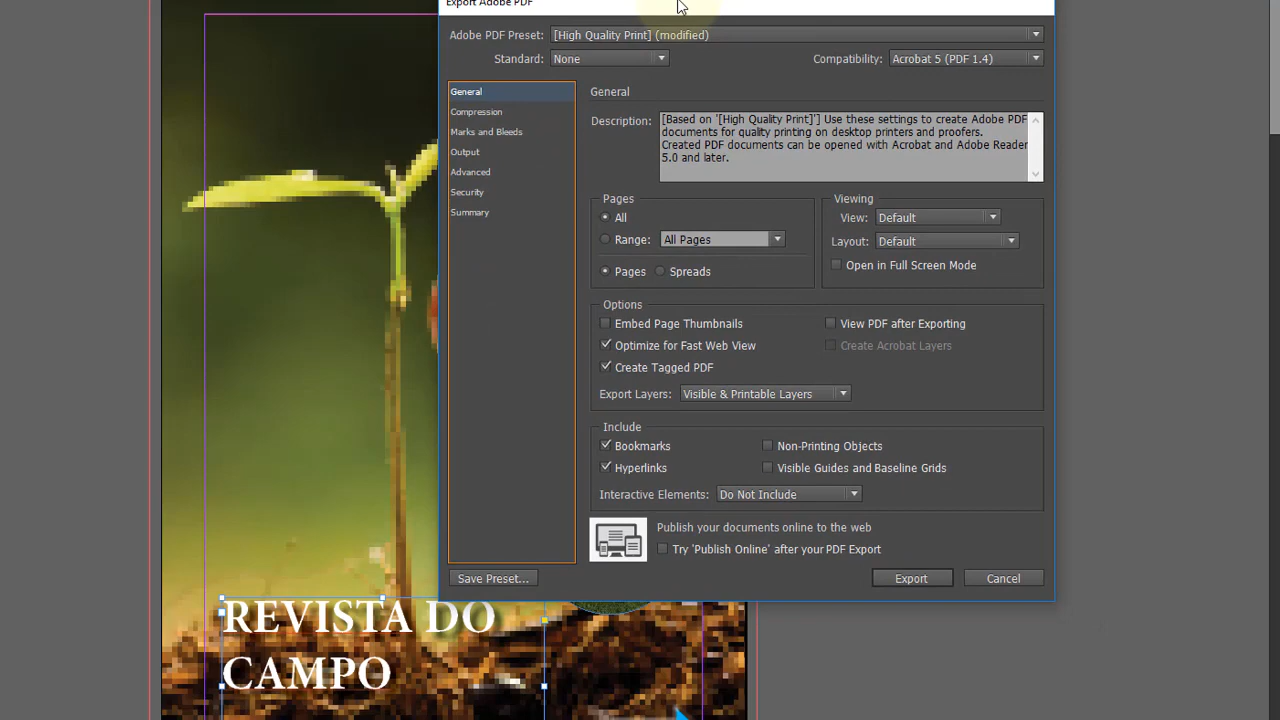 Export Adobe PDF
Adobe PDF Preset: [High Quality Print] (modified)
Standard: None
Compatibility: Acrobat 5 (PDF 1.4)
General
Compression
Marks and Bleeds
Output
Advanced
Security
Summary
General
Description: [Based on '[High Quality Print]'] Use these settings to create Adobe PDF
documents for quality printing on desktop printers and proofers.
Created PDF documents can be opened with Acrobat and Adobe Reader
5.0 and later.
Pages
All
Range: All Pages
Pages Spreads
Viewing
View: Default
Layout: Default
Open in Full Screen Mode
Options
Embed Page Thumbnails
View PDF after Exporting
Optimize for Fast Web View
Create Acrobat Layers
Create Tagged PDF
Export Layers: Visible & Printable Layers
Include
Bookmarks
Non-Printing Objects
Hyperlinks
Visible Guides and Baseline Grids
Interactive Elements: Do Not Include
Publish your documents online to the web
Try 'Publish Online' after your PDF Export
Save Preset...
Export
Cancel
REVISTA DO
CAMPO